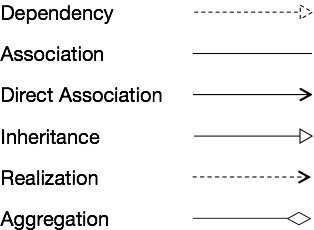 Dependency
Association
Direct Association
Inheritance
Realization
Aggregation